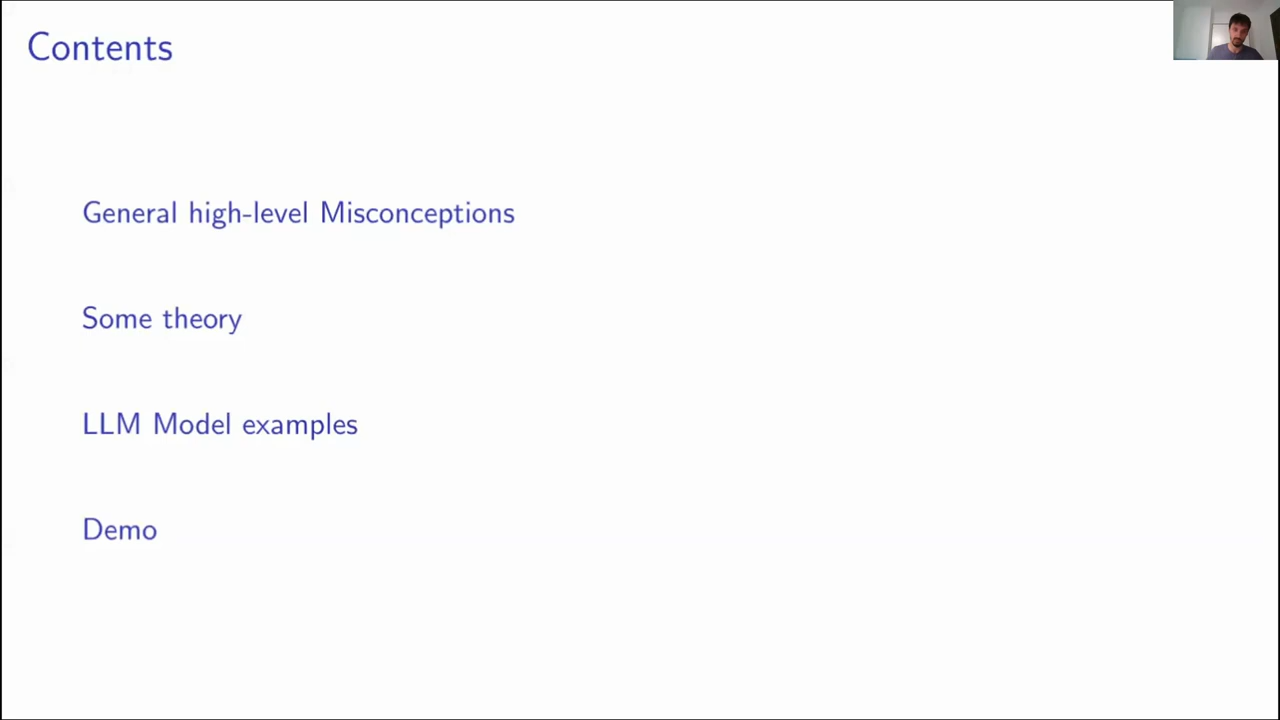 Contents
General high-level Misconceptions
Some theory
LLM Model examples
Demo